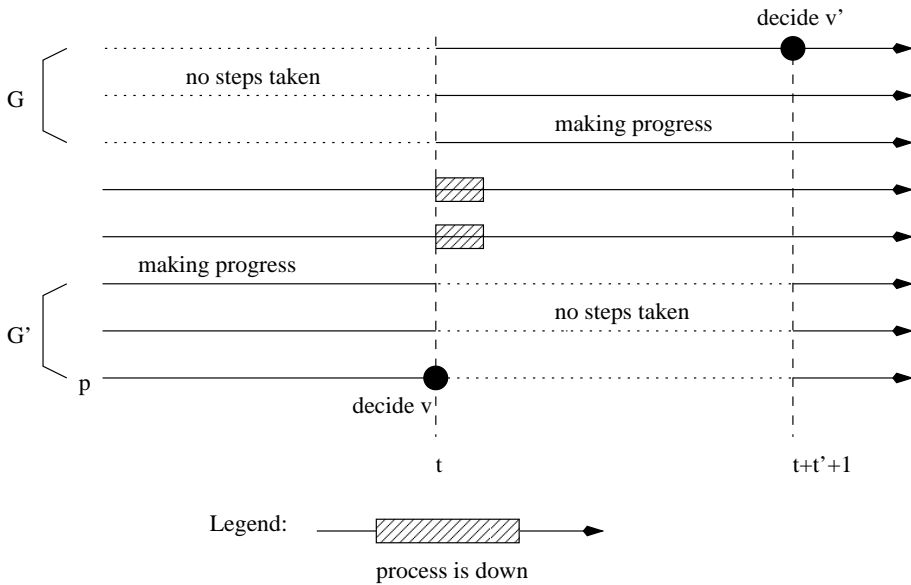 decide v’
no steps taken
G
making progress
making progress
no steps taken
G’
p
decide v
t
t+t’+1
Legend:
process is down